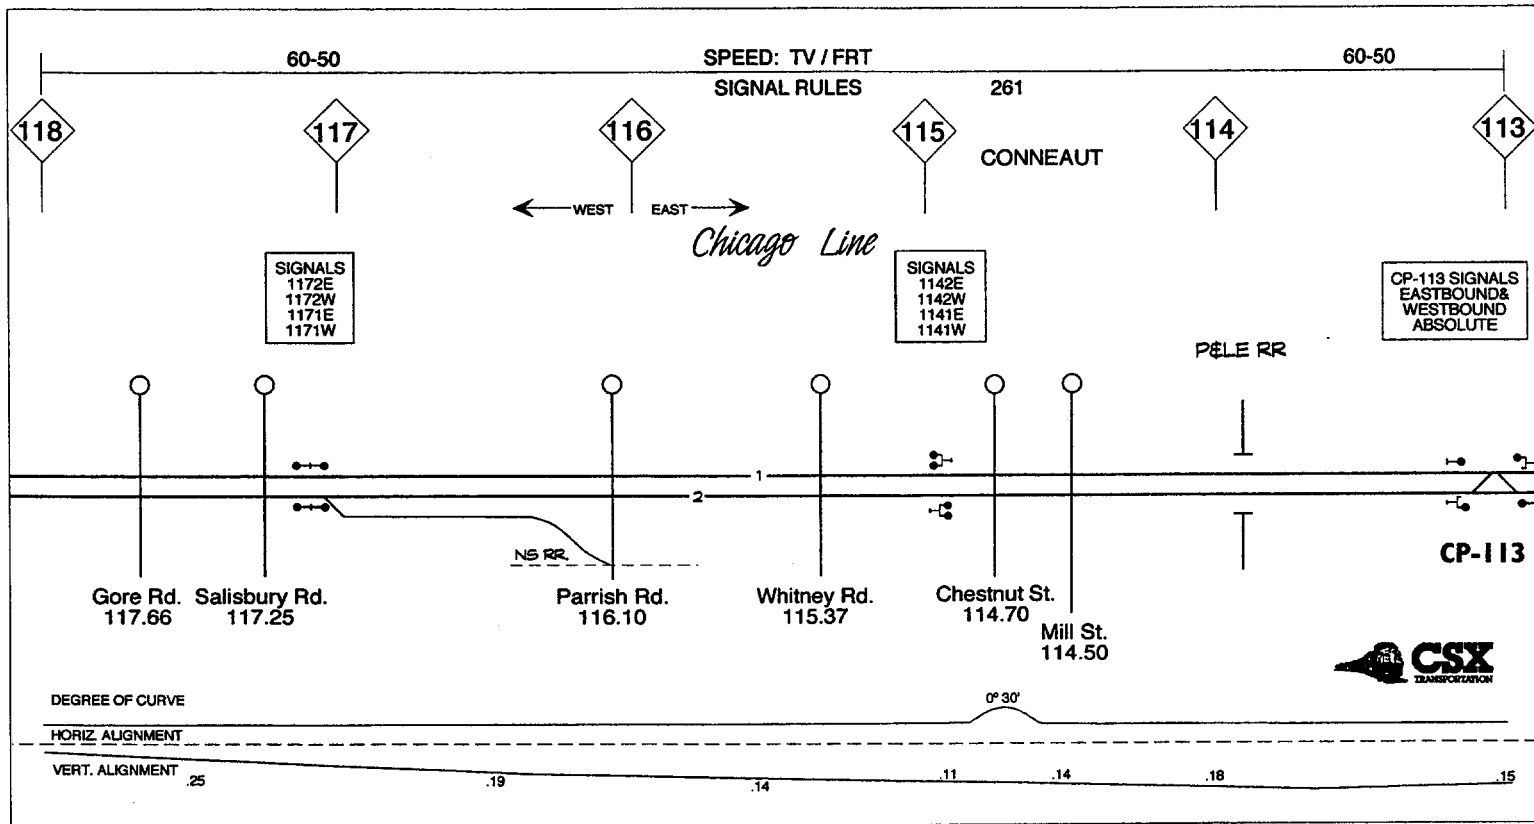 60-50 SPEED: TV / FRT 60-50
SIGNAL RULES 261
118 117 116 115 114 113
CONNEAUT
WEST EAST
Chicago Line
SIGNALS
1172E
1172W
1171E
1171W
SIGNALS
1142E
1142W
1141E
1141W
CP-113 SIGNALS
EASTBOUND&
WESTBOUND
ABSOLUTE
P&LE RR
1
2
NS RR.
CP-113
Gore Rd.
117.66
Salisbury Rd.
117.25
Parrish Rd.
116.10
Whitney Rd.
115.37
Chestnut St.
114.70
Mill St.
114.50
CSX
TRANSPORTATION
DEGREE OF CURVE
0° 30'
HORIZ. ALIGNMENT
VERT. ALIGNMENT
.25 .19 .14 .11 .14 .18 .15